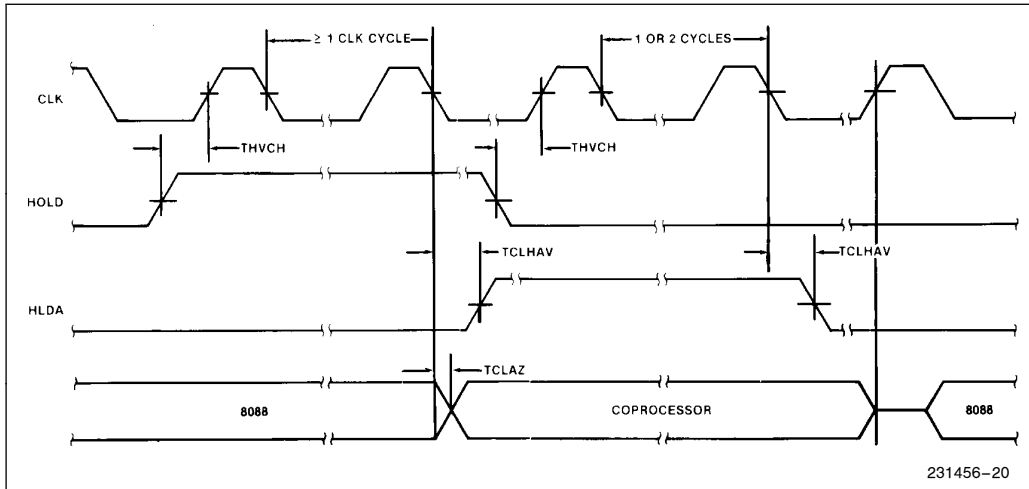 ≥ 1 CLK CYCLE
1 OR 2 CYCLES
CLK
THVCH
THVCH
HOLD
TCLHAV
TCLHAV
HLDA
TCLAZ
8088
COPROCESSOR
8088
231456–20